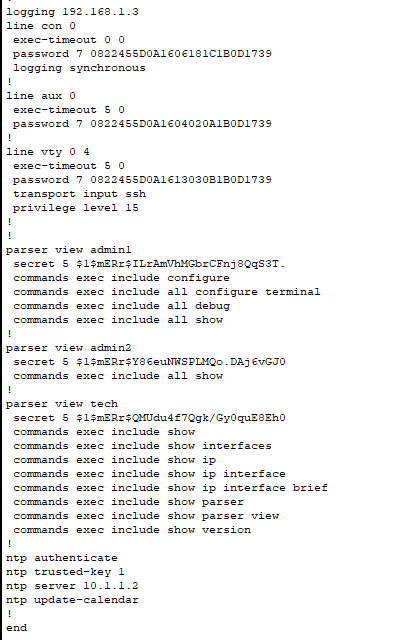 !
logging 192.168.1.3
line con 0
 exec-timeout 0 0
 password 7 0822455D0A1606181C1B0D1739
 logging synchronous
!
line aux 0
 exec-timeout 5 0
 password 7 0822455D0A1604020A1B0D1739
!
line vty 0 4
 exec-timeout 5 0
 password 7 0822455D0A1613030B1B0D1739
 transport input ssh
 privilege level 15
!
!
parser view admin1
 secret 5 $1$mERr$ILrAmVhMGbrCFnj8QqS3T.
 commands exec include configure
 commands exec include all configure terminal
 commands exec include all debug
 commands exec include all show
!
parser view admin2
 secret 5 $1$mERr$Y86euNWSPLMQo.DAj6vGJ0
 commands exec include all show
!
parser view tech
 secret 5 $1$mERr$QMUdu4f7Qgk/Gy0quE8Eh0
 commands exec include show
 commands exec include show interfaces
 commands exec include show ip
 commands exec include show ip interface
 commands exec include show ip interface brief
 commands exec include show parser
 commands exec include show parser view
 commands exec include show version
!
ntp authenticate
ntp trusted-key 1
ntp server 10.1.1.2
ntp update-calendar
!
end